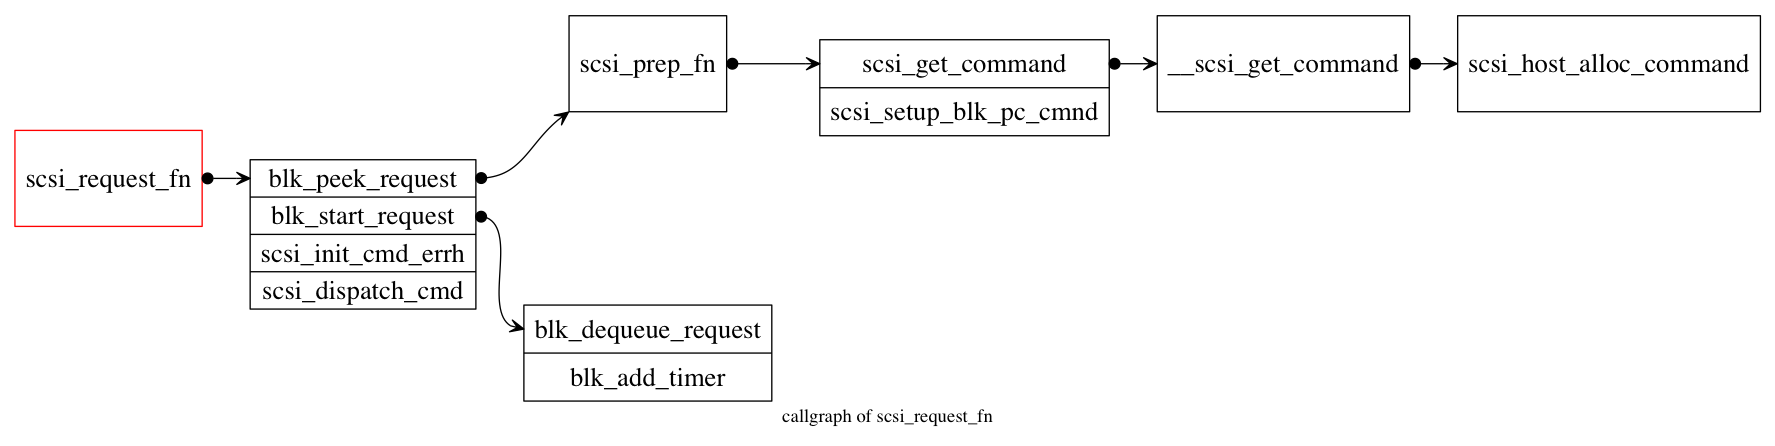 scsi_request_fn
blk_peek_request
blk_start_request
scsi_init_cmd_errh
scsi_dispatch_cmd
scsi_prep_fn
scsi_get_command
scsi_setup_blk_pc_cmnd
__scsi_get_command
scsi_host_alloc_command
blk_dequeue_request
blk_add_timer
callgraph of scsi_request_fn